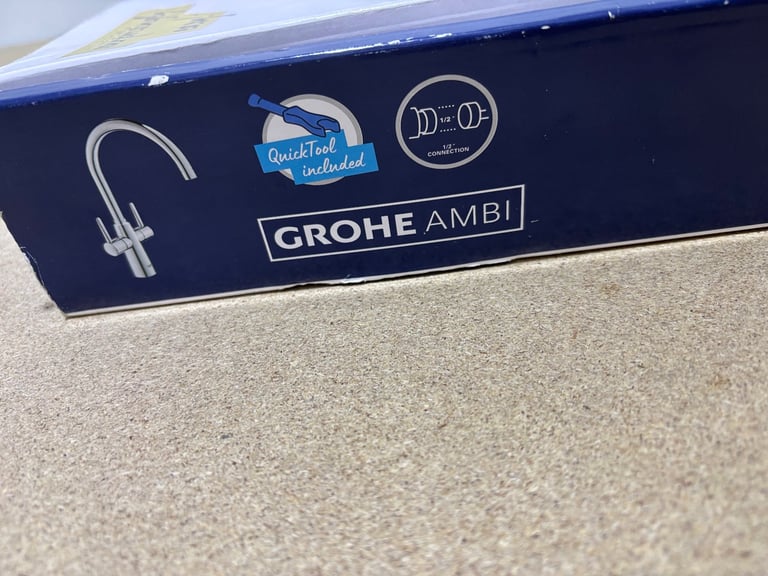 QuickTool
included
1/2"
1/2"
CONNECTION
GROHE AMBI